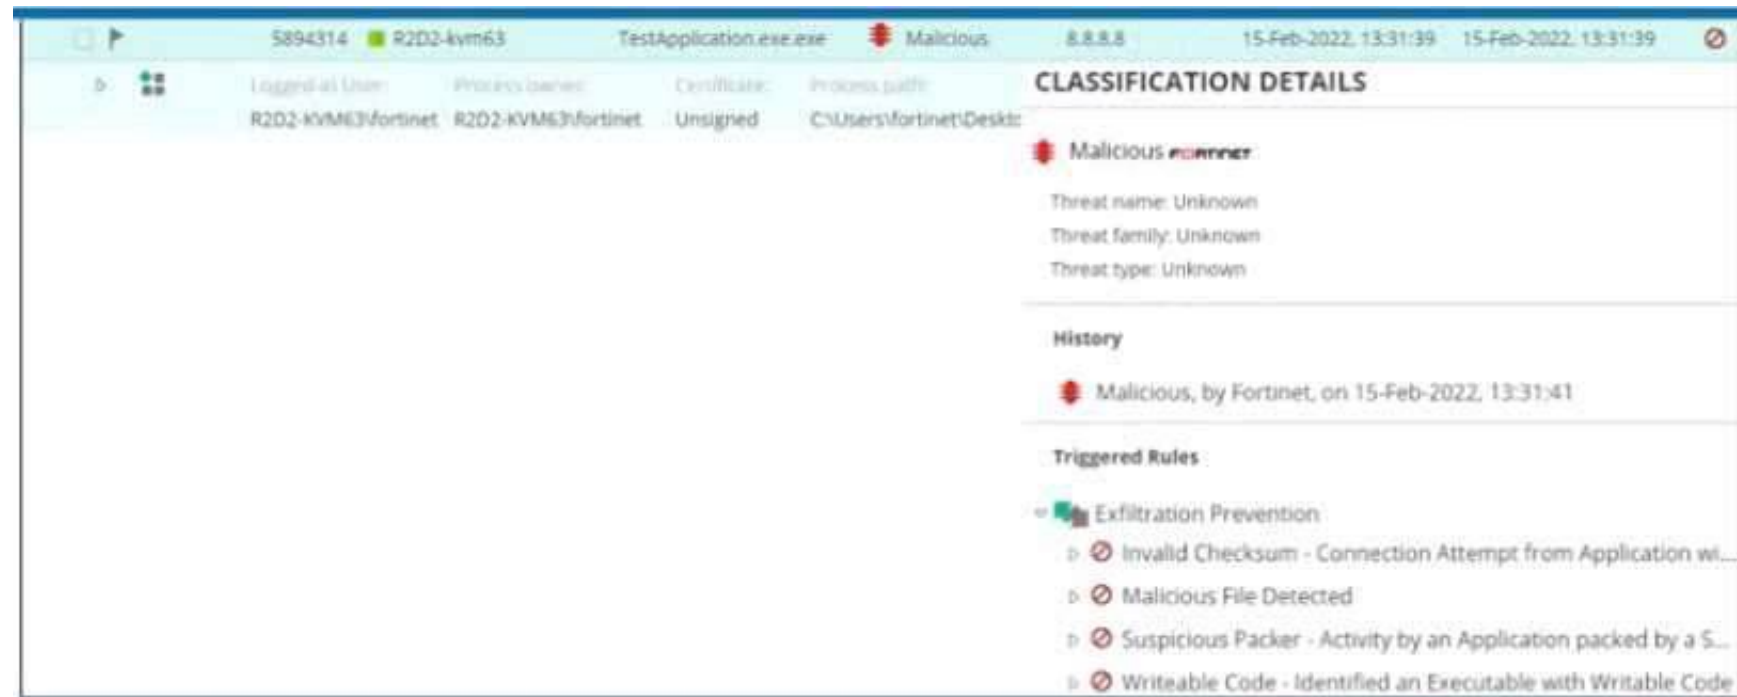 5894314 R2D2-kvm63 TestApplication.exe.exe Malicious 8.8.8.8 15-Feb-2022, 13:31:39 15-Feb-2022, 13:31:39
Logged-in User: Process owner: Certificate: Process path:
R2D2-KVM63\fortinet R2D2-KVM63\fortinet Unsigned C:\Users\fortinet\Deskto
CLASSIFICATION DETAILS
Malicious FORTINET
Threat name: Unknown
Threat family: Unknown
Threat type: Unknown
History
Malicious, by Fortinet, on 15-Feb-2022, 13:31:41
Triggered Rules
Exfiltration Prevention
Invalid Checksum - Connection Attempt from Application wi...
Malicious File Detected
Suspicious Packer - Activity by an Application packed by a S...
Writeable Code - Identified an Executable with Writable Code